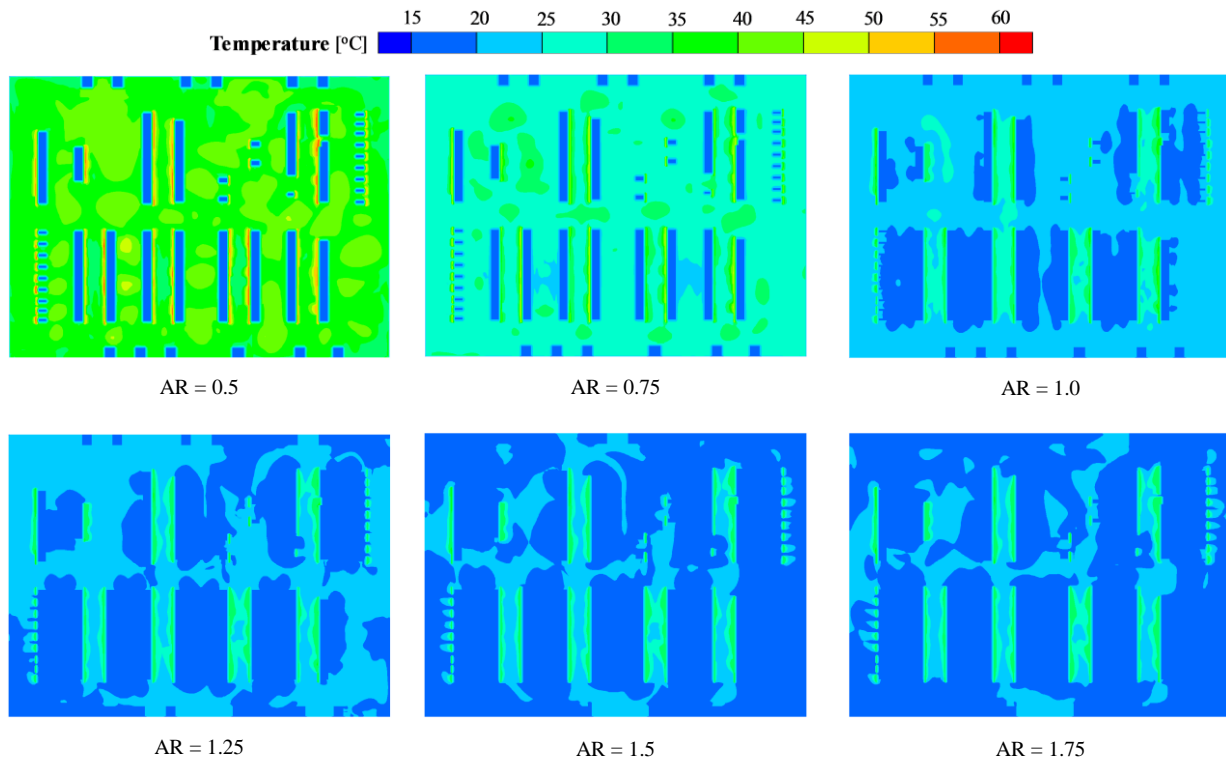 15 20 25 30 35 40 45 50 55 60
Temperature [°C]
AR = 0.5 AR = 0.75 AR = 1.0
AR = 1.25 AR = 1.5 AR = 1.75